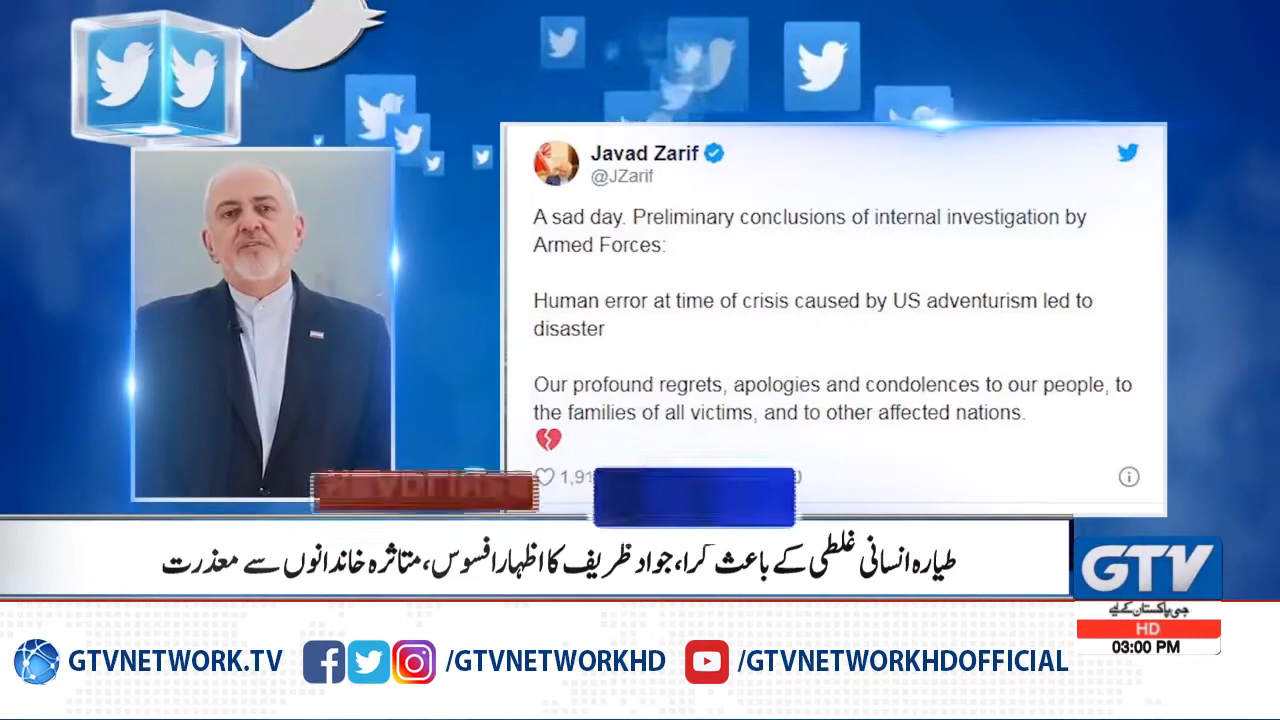 Javad Zarif
@JZarif
A sad day. Preliminary conclusions of internal investigation by
Armed Forces:
Human error at time of crisis caused by US adventurism led to
disaster
Our profound regrets, apologies and condolences to our people, to
the families of all victims, and to other affected nations.
طیارہ انسانی غلطی کے باعث گرا، جواد ظریف کا اظہار افسوس، متاثرہ خاندانوں سے معذرت
GTV
جی پاکستان کے لیے
HD
03:00 PM
GTVNETWORK.TV
/GTVNETWORKHD
/GTVNETWORKHDOFFICIAL